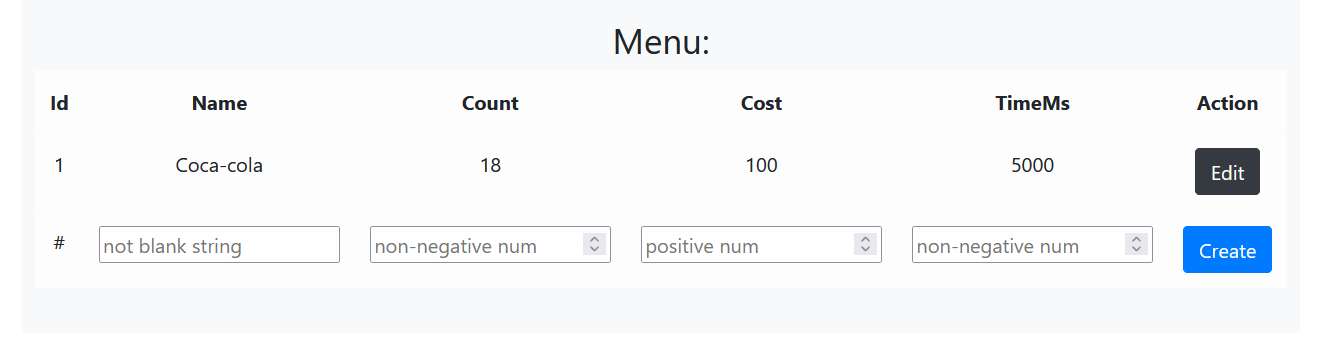 Menu:
Id Name Count Cost TimeMs Action
1 Coca-cola 18 100 5000 Edit
# not blank string non-negative num positive num non-negative num Create